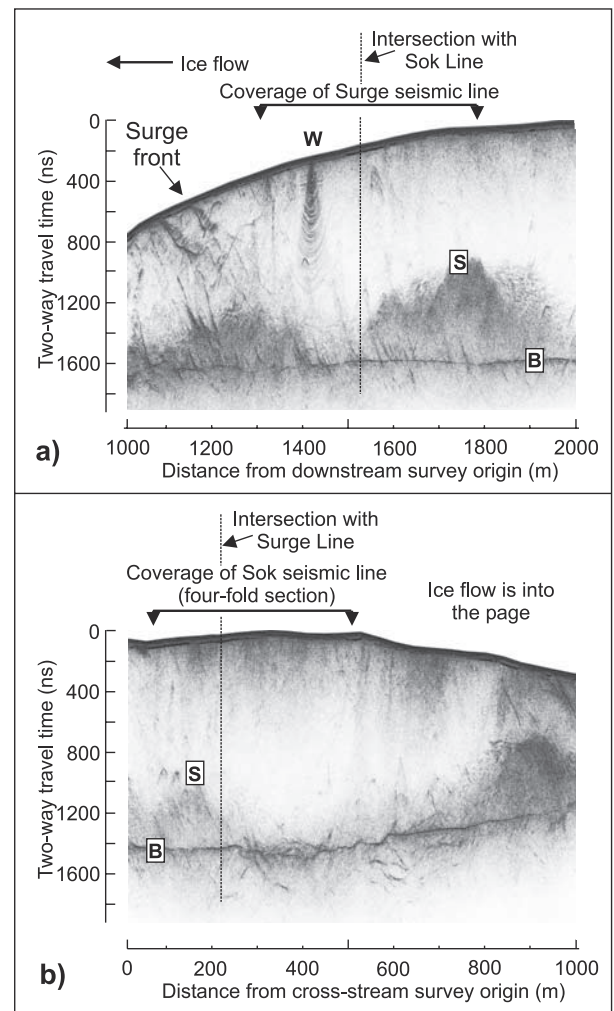 Intersection with
Sok Line
Ice flow
Coverage of Surge seismic line
Surge
front
W
S
B
Two-way travel time (ns)
0
400
800
1200
1600
a)
1000 1200 1400 1600 1800 2000
Distance from downstream survey origin (m)
Intersection with
Surge Line
Coverage of Sok seismic line
(four-fold section)
Ice flow is into
the page
S
B
Two-way travel time (ns)
0
400
800
1200
1600
b)
0 200 400 600 800 1000
Distance from cross-stream survey origin (m)